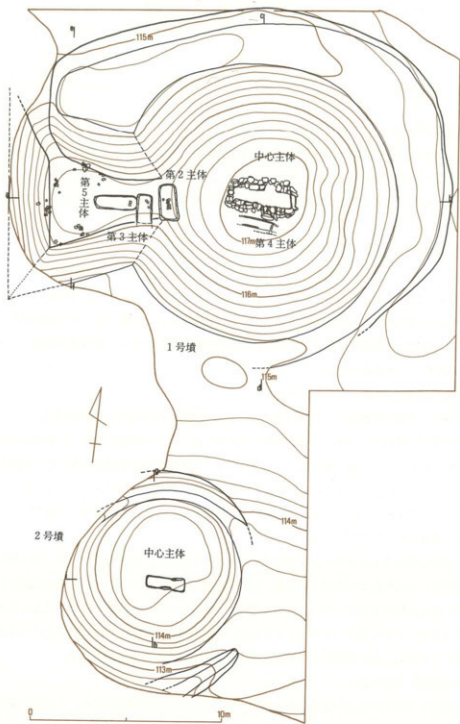 115m
中心主体
第2主体
第5主体
第3主体
第4主体
117m
116m
1号墳
115m
114m
2号墳
中心主体
114m
113m
0
10m